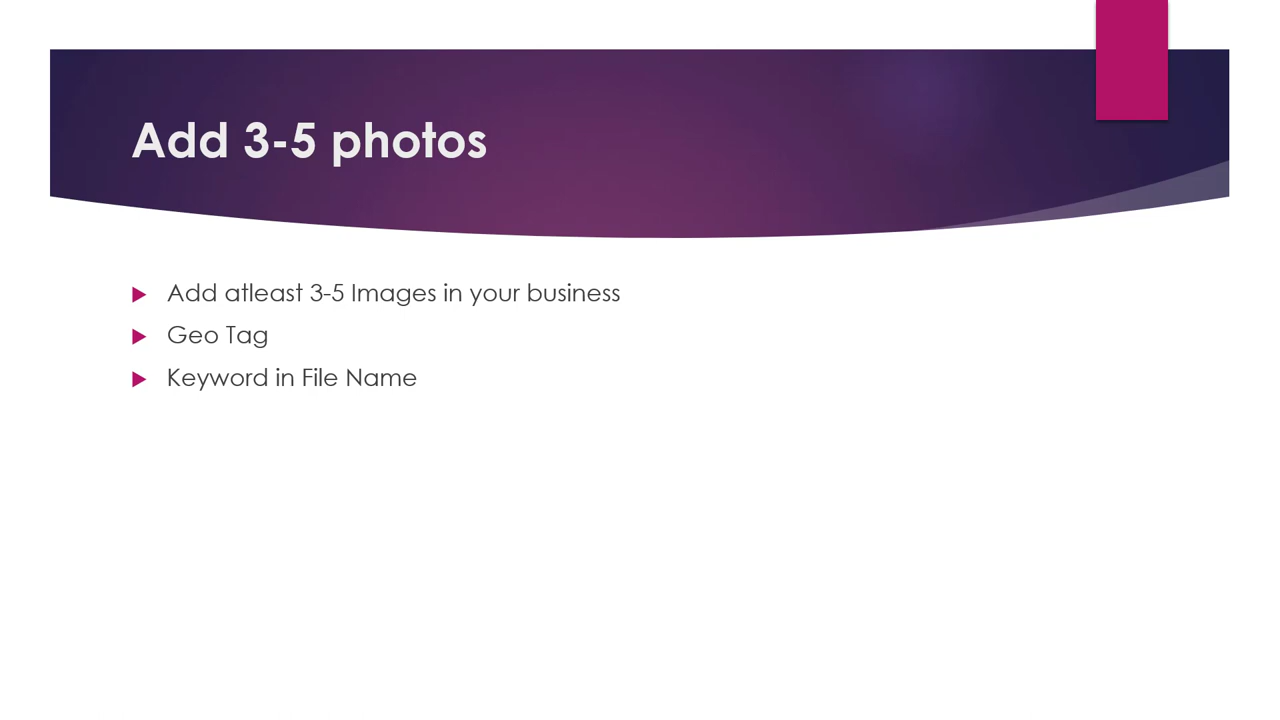 Add 3-5 photos
Add atleast 3-5 Images in your business
Geo Tag
Keyword in File Name